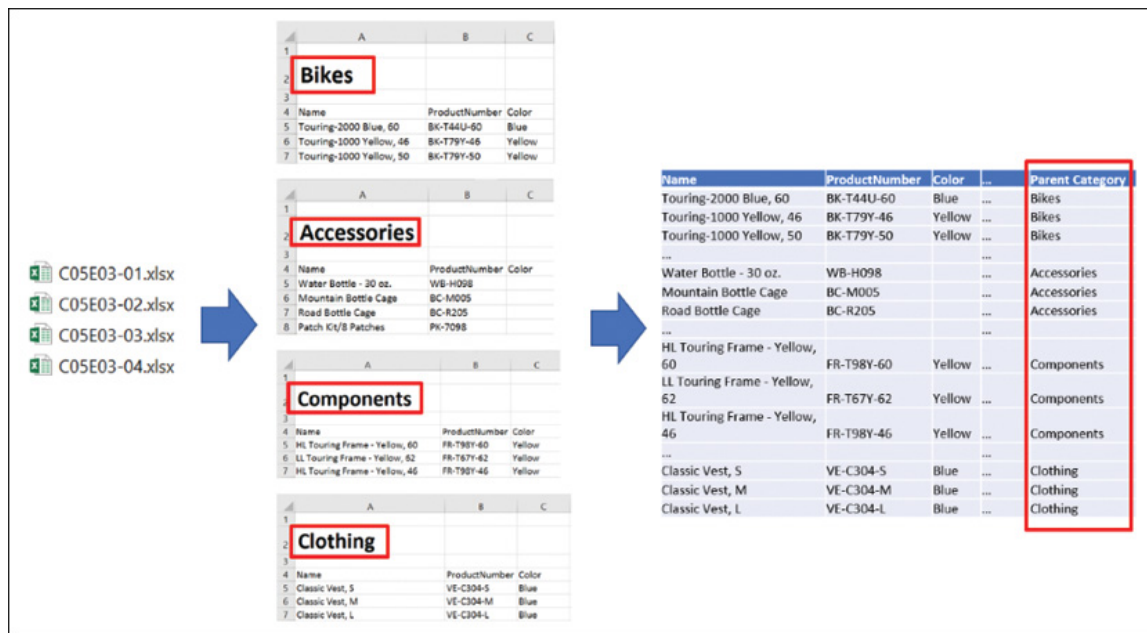 C05E03-01.xlsx
C05E03-02.xlsx
C05E03-03.xlsx
C05E03-04.xlsx
A B C
1
2 Bikes
3
4 Name ProductNumber Color
5 Touring-2000 Blue, 60 BK-T44U-60 Blue
6 Touring-1000 Yellow, 46 BK-T79Y-46 Yellow
7 Touring-1000 Yellow, 50 BK-T79Y-50 Yellow
A B C
1
2 Accessories
3
4 Name ProductNumber Color
5 Water Bottle - 30 oz. WB-H098
6 Mountain Bottle Cage BC-M005
7 Road Bottle Cage BC-R205
8 Patch Kit/8 Patches PK-7098
A B C
1
2 Components
3
4 Name ProductNumber Color
5 HL Touring Frame - Yellow, 60 FR-T98Y-60 Yellow
6 LL Touring Frame - Yellow, 62 FR-T67Y-62 Yellow
7 HL Touring Frame - Yellow, 46 FR-T98Y-46 Yellow
A B C
1
2 Clothing
3
4 Name ProductNumber Color
5 Classic Vest, S VE-C304-S Blue
6 Classic Vest, M VE-C304-M Blue
7 Classic Vest, L VE-C304-L Blue
Name ProductNumber Color ... Parent Category
Touring-2000 Blue, 60 BK-T44U-60 Blue ... Bikes
Touring-1000 Yellow, 46 BK-T79Y-46 Yellow ... Bikes
Touring-1000 Yellow, 50 BK-T79Y-50 Yellow ... Bikes
... ...
Water Bottle - 30 oz. WB-H098 ... Accessories
Mountain Bottle Cage BC-M005 ... Accessories
Road Bottle Cage BC-R205 ... Accessories
... ...
HL Touring Frame - Yellow,
60 FR-T98Y-60 Yellow ... Components
LL Touring Frame - Yellow,
62 FR-T67Y-62 Yellow ... Components
HL Touring Frame - Yellow,
46 FR-T98Y-46 Yellow ... Components
... ...
Classic Vest, S VE-C304-S Blue ... Clothing
Classic Vest, M VE-C304-M Blue ... Clothing
Classic Vest, L VE-C304-L Blue ... Clothing